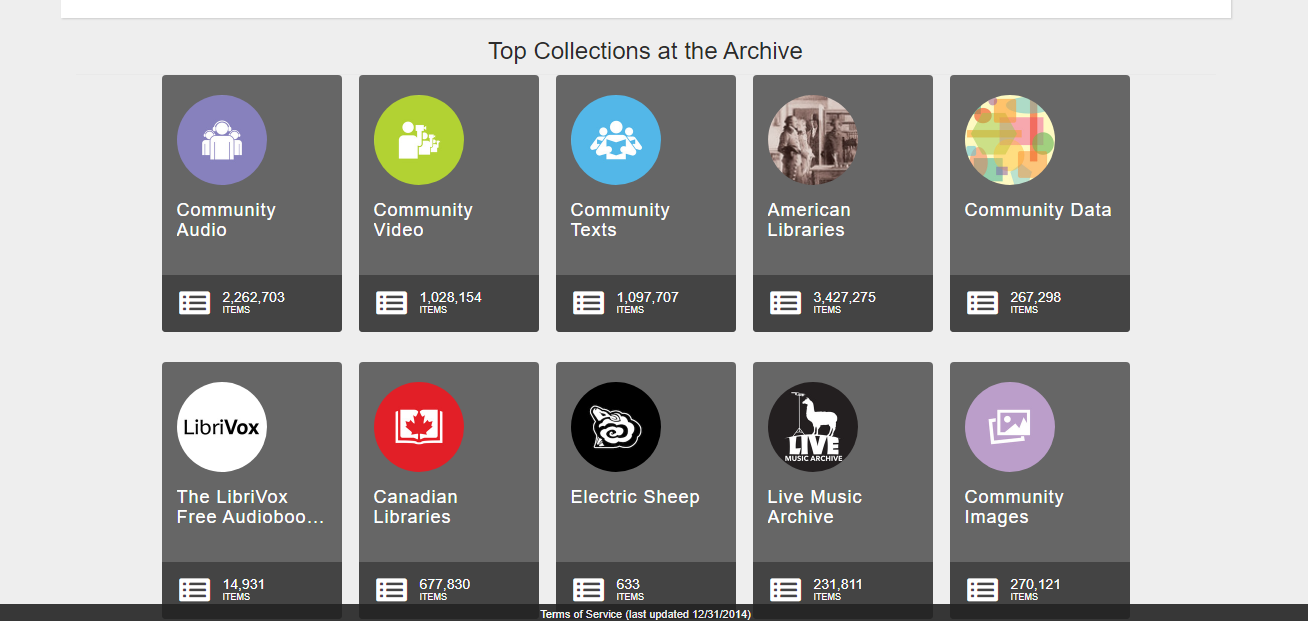 Top Collections at the Archive
Community
Audio
2,262,703
ITEMS
Community
Video
1,028,154
ITEMS
Community
Texts
1,097,707
ITEMS
American
Libraries
3,427,275
ITEMS
Community Data
267,298
ITEMS
LibriVox
The LibriVox
Free Audioboo...
14,931
ITEMS
Canadian
Libraries
677,830
ITEMS
Electric Sheep
633
ITEMS
LIVE
MUSIC ARCHIVE
Live Music
Archive
231,811
ITEMS
Community
Images
270,121
ITEMS
Terms of Service (last updated 12/31/2014)